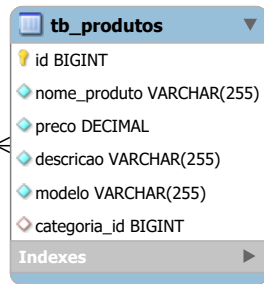 tb_produtos
id BIGINT
nome_produto VARCHAR(255)
preco DECIMAL
descricao VARCHAR(255)
modelo VARCHAR(255)
categoria_id BIGINT
Indexes